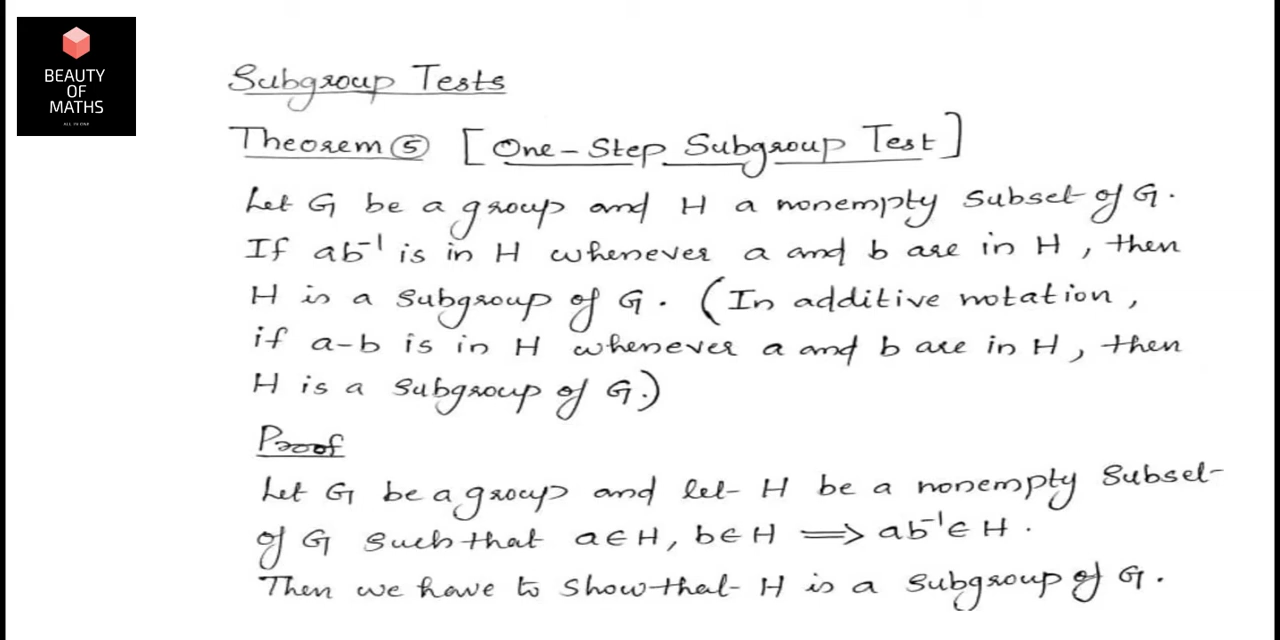 BEAUTY
OF
MATHS
ALL IN ONE
Subgroup Tests
Theorem ⑤ [One-Step Subgroup Test]
Let G be a group and H a nonempty subset of G.
If ab⁻¹ is in H whenever a and b are in H, then
H is a subgroup of G. (In additive notation,
if a-b is in H whenever a and b are in H, then
H is a subgroup of G.)
Proof
Let G be a group and let H be a nonempty subset
of G such that a∈H, b∈H ⟹ ab⁻¹∈H.
Then we have to show that H is a subgroup of G.